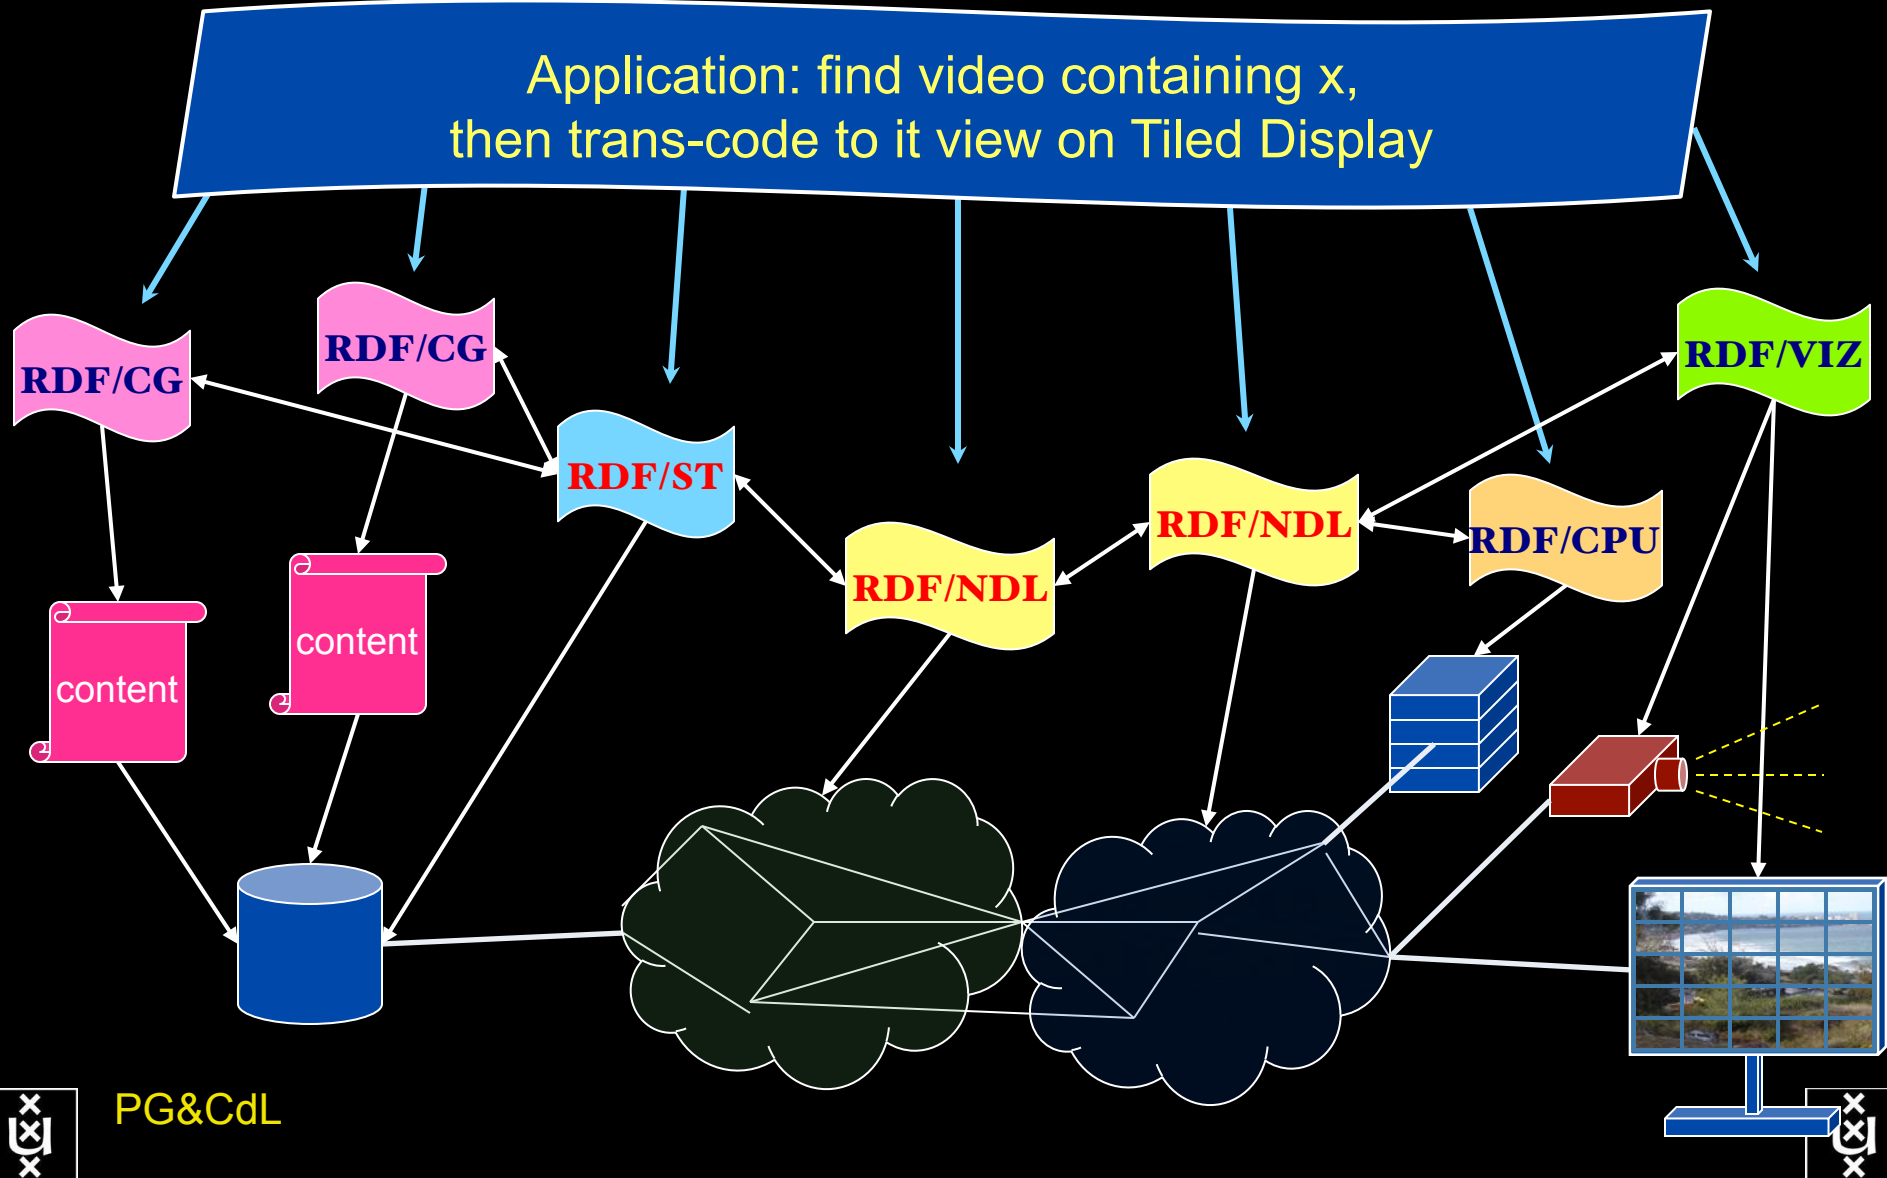 Application: find video containing x,
then trans-code to it view on Tiled Display
RDF/CG
RDF/CG
RDF/VIZ
RDF/ST
RDF/NDL
RDF/CPU
RDF/NDL
content
content
PG&CdL